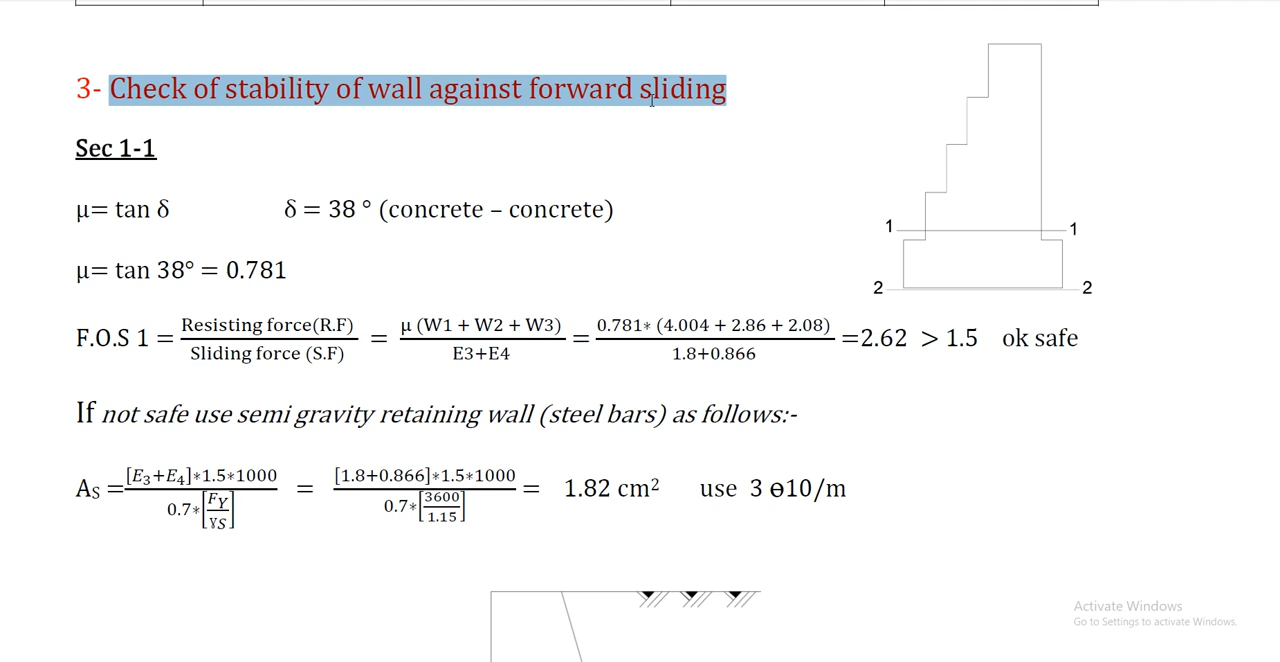 3- Check of stability of wall against forward sliding
Sec 1-1
μ= tan δ δ = 38 ° (concrete – concrete)
μ= tan 38° = 0.781
F.O.S 1 = Resisting force(R.F) / Sliding force (S.F) = μ (W1 + W2 + W3) / E3+E4 = 0.781* (4.004 + 2.86 + 2.08) / 1.8+0.866 =2.62 > 1.5 ok safe
If not safe use semi gravity retaining wall (steel bars) as follows:-
As = [E₃+E₄]*1.5*1000 / 0.7*[F_Y / γS] = [1.8+0.866]*1.5*1000 / 0.7*[3600 / 1.15] = 1.82 cm² use 3 ɵ10/m
1 1
2 2
Activate Windows
Go to Settings to activate Windows.